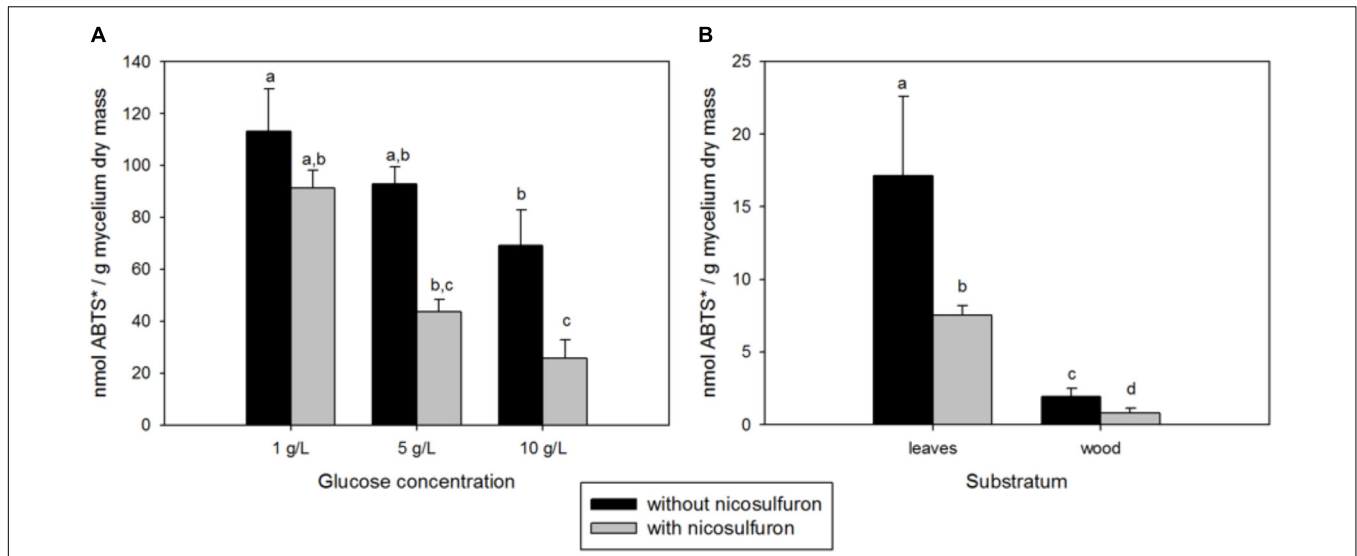 A
B
nmol ABTS* / g mycelium dry mass
140
120
100
80
60
40
20
0
a
a,b
a,b
b,c
b
c
1 g/L
5 g/L
10 g/L
Glucose concentration
nmol ABTS* / g mycelium dry mass
25
20
15
10
5
0
a
b
c
d
leaves
wood
Substratum
without nicosulfuron
with nicosulfuron